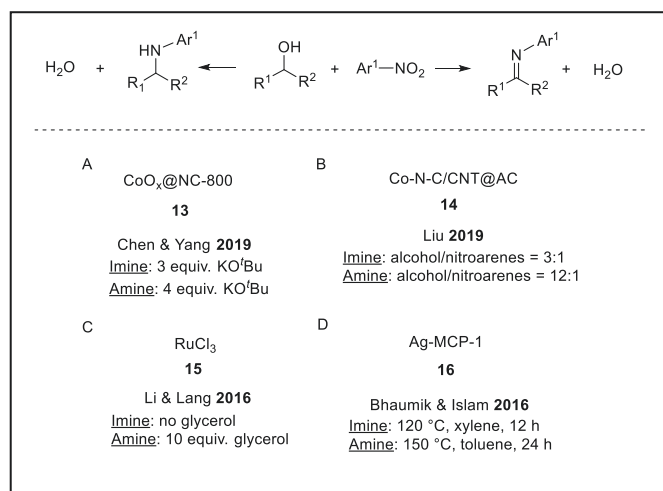 H2O + HN Ar1 R1 R2 OH R1 R2 + Ar1–NO2 N Ar1 R1 R2 + H2O
A
CoOx@NC-800
13
Chen & Yang 2019
Imine: 3 equiv. KOtBu
Amine: 4 equiv. KOtBu
B
Co-N-C/CNT@AC
14
Liu 2019
Imine: alcohol/nitroarenes = 3:1
Amine: alcohol/nitroarenes = 12:1
C
RuCl3
15
Li & Lang 2016
Imine: no glycerol
Amine: 10 equiv. glycerol
D
Ag-MCP-1
16
Bhaumik & Islam 2016
Imine: 120 °C, xylene, 12 h
Amine: 150 °C, toluene, 24 h